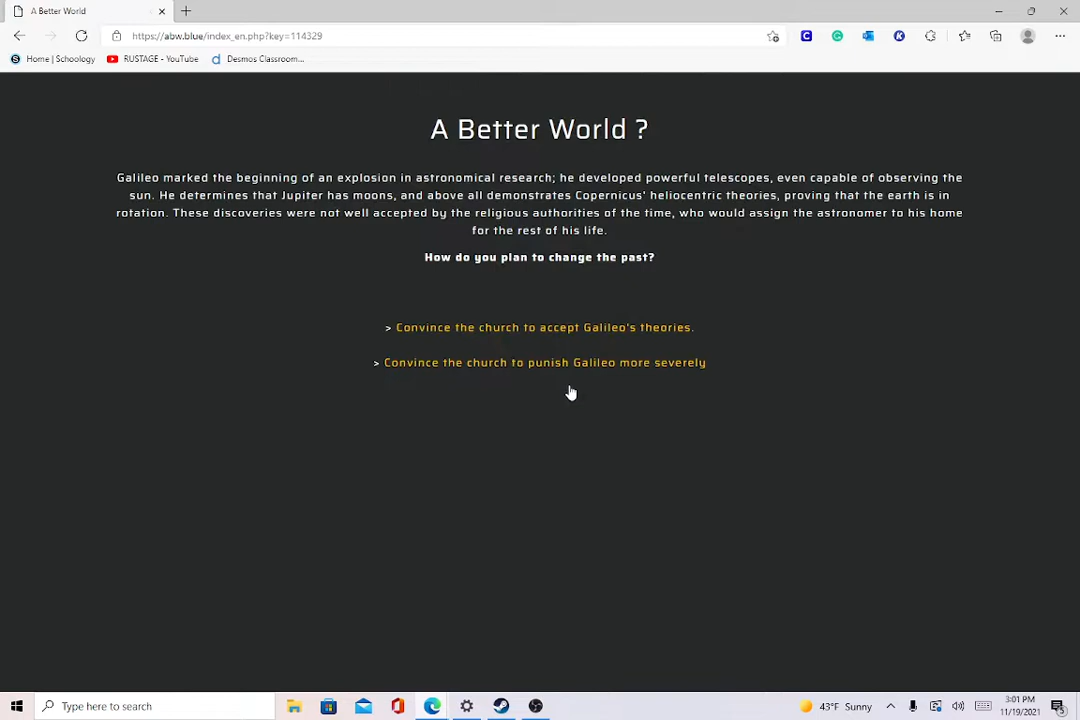 A Better World
https://abw.blue/index_en.php?key=114329
Home | Schoology
RUSTAGE - YouTube
Desmos Classroom...
A Better World ?
Galileo marked the beginning of an explosion in astronomical research; he developed powerful telescopes, even capable of observing the
sun. He determines that Jupiter has moons, and above all demonstrates Copernicus' heliocentric theories, proving that the earth is in
rotation. These discoveries were not well accepted by the religious authorities of the time, who would assign the astronomer to his home
for the rest of his life.
How do you plan to change the past?
> Convince the church to accept Galileo's theories.
> Convince the church to punish Galileo more severely
Type here to search
43°F Sunny
3:01 PM
11/19/2021